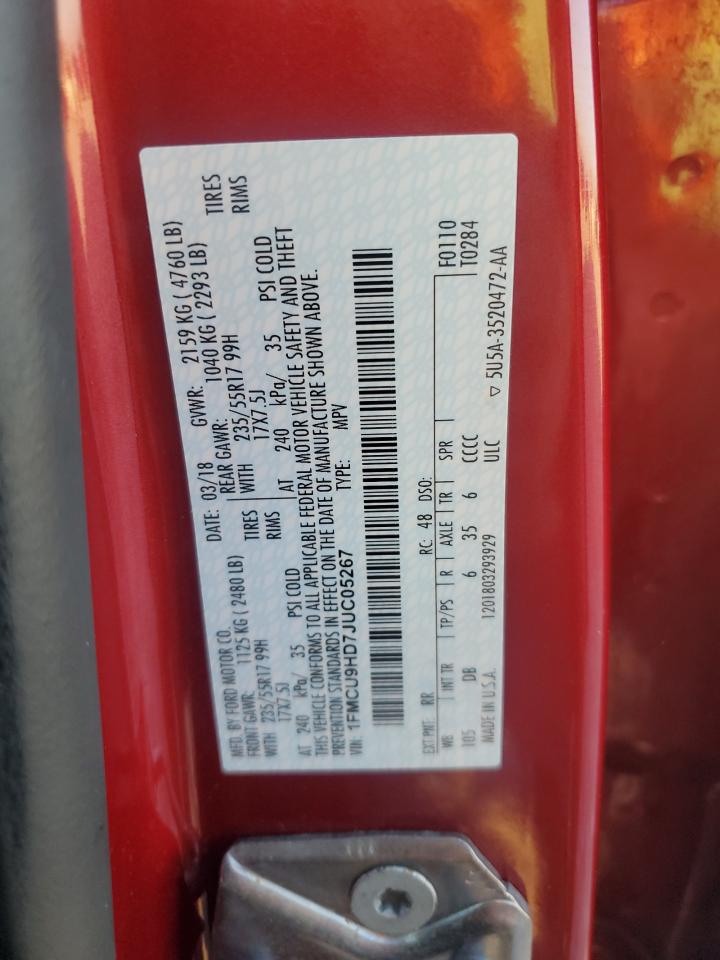 MFD. BY FORD MOTOR CO.
DATE: 03/18 GVWR: 2159 KG ( 4760 LB)
FRONT GAWR: 1125 KG ( 2480 LB) REAR GAWR: 1040 KG ( 2293 LB)
WITH 235/55R17 99H TIRES WITH 235/55R17 99H TIRES
17X7.5J RIMS 17X7.5J RIMS
AT 240 kPa/ 35 PSI COLD AT 240 kPa/ 35 PSI COLD
THIS VEHICLE CONFORMS TO ALL APPLICABLE FEDERAL MOTOR VEHICLE SAFETY AND THEFT
PREVENTION STANDARDS IN EFFECT ON THE DATE OF MANUFACTURE SHOWN ABOVE.
VIN: 1FMCU9HD7JUC05267 TYPE: MPV
F0110
T0284
EXT PNT: RR RC: 48 DSO:
WB INT TR TP/PS R AXLE TR SPR
105 DB 6 35 6 CCCC
MADE IN U.S.A. 1201803293929 ULC ▽ 5U5A-3520472-AA